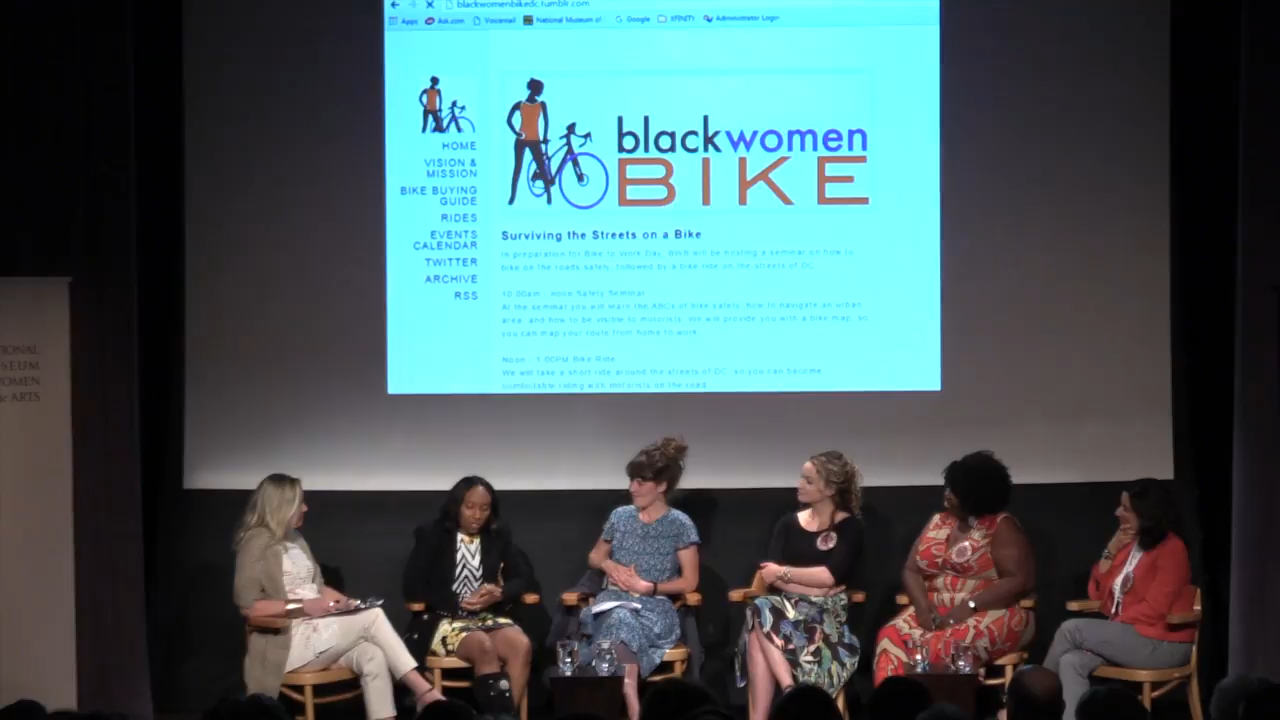 blackwomenbikedc.tumblr.com
Apps Ask.com Voicemail National Museum of Google XFINITY Administrator Login
blackwomen
BIKE
HOME
VISION &
MISSION
BIKE BUYING
GUIDE
RIDES
EVENTS
CALENDAR
TWITTER
ARCHIVE
RSS
Surviving the Streets on a Bike
In preparation for Bike to Work Day, BWB will be hosting a seminar on how to
bike on the roads safely, followed by a bike ride on the streets of DC.
10:00am - noon Safety Seminar
At the seminar you will learn the ABCs of bike safety, how to navigate an urban
area, and how to be visible to motorists. We will provide you with a bike map, so
you can map your route from home to work.
Noon - 1:00PM Bike Ride
We will take a short ride around the streets of DC, so you can become
comfortable riding with motorists on the road.
IONAL
SEUM
OMEN
ARTS